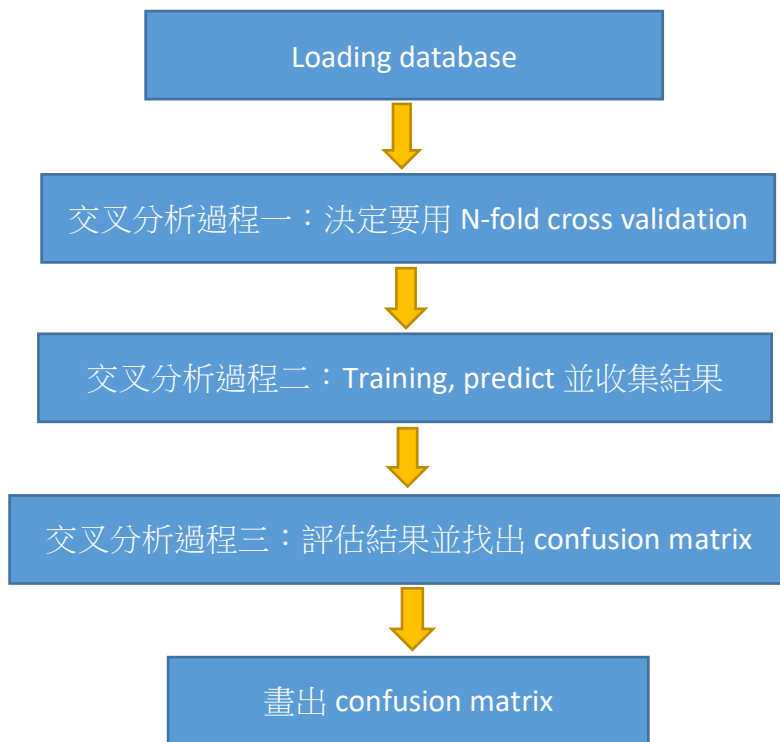 Loading database
交叉分析過程一：決定要用 N-fold cross validation
交叉分析過程二：Training, predict 並收集結果
交叉分析過程三：評估結果並找出 confusion matrix
畫出 confusion matrix